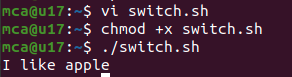 mca@u17:~$ vi switch.sh
mca@u17:~$ chmod +x switch.sh
mca@u17:~$ ./switch.sh
I like apple